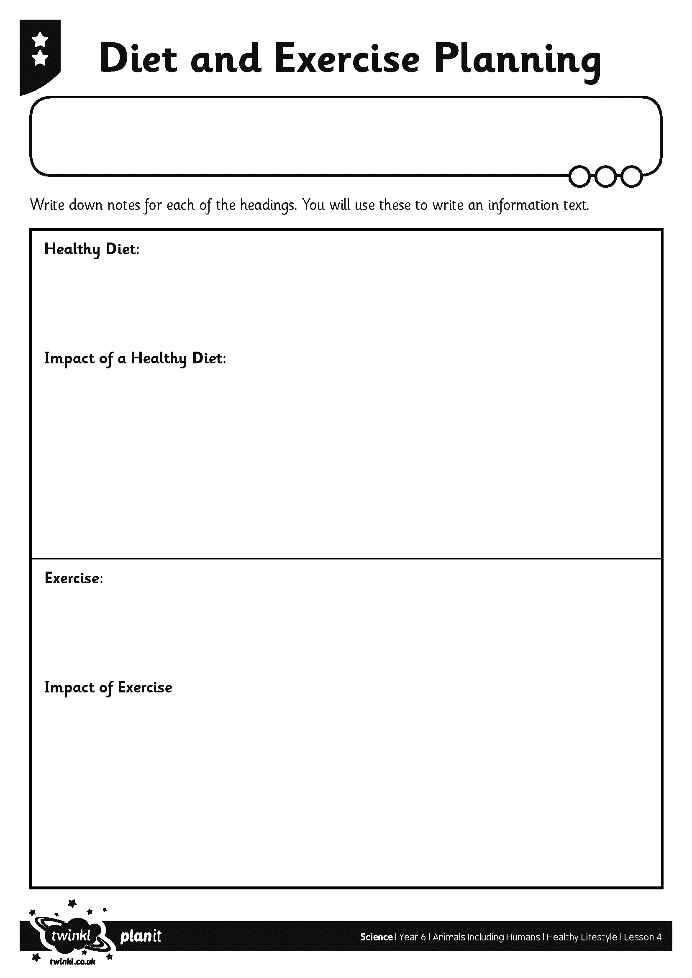 Diet and Exercise Planning
Write down notes for each of the headings. You will use these to write an information text.
Healthy Diet:
Impact of a Healthy Diet:
Exercise:
Impact of Exercise
twinkl planit
twinkl.co.uk
Science | Year 6 | Animals Including Humans | Healthy Lifestyle | Lesson 4